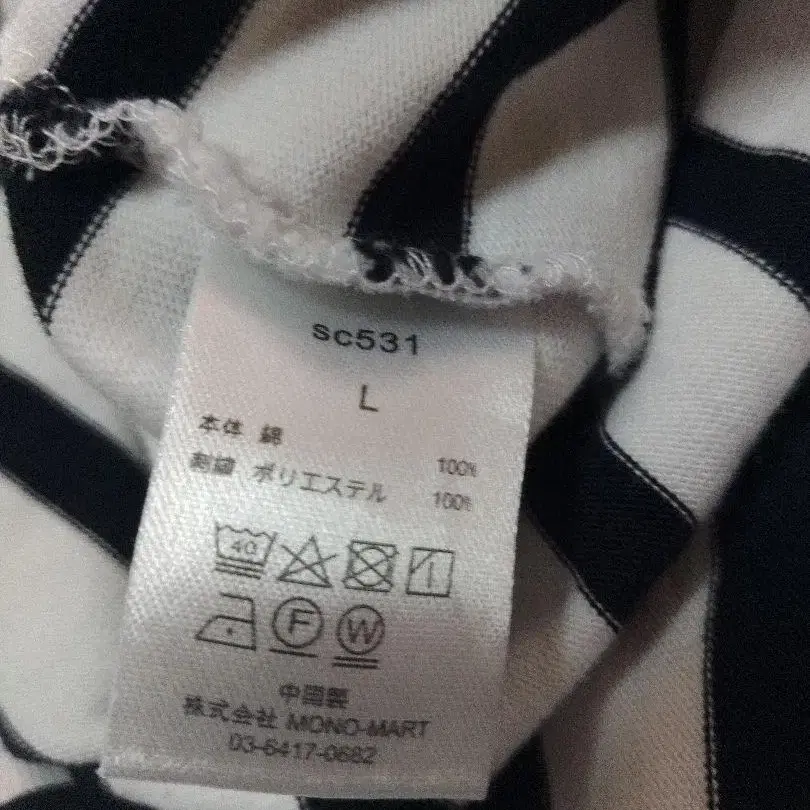 sc531
L
本体 綿 100%
刺繍 ポリエステル 100%
40
F
W
中国製
株式会社 MONO-MART
03-6417-0682